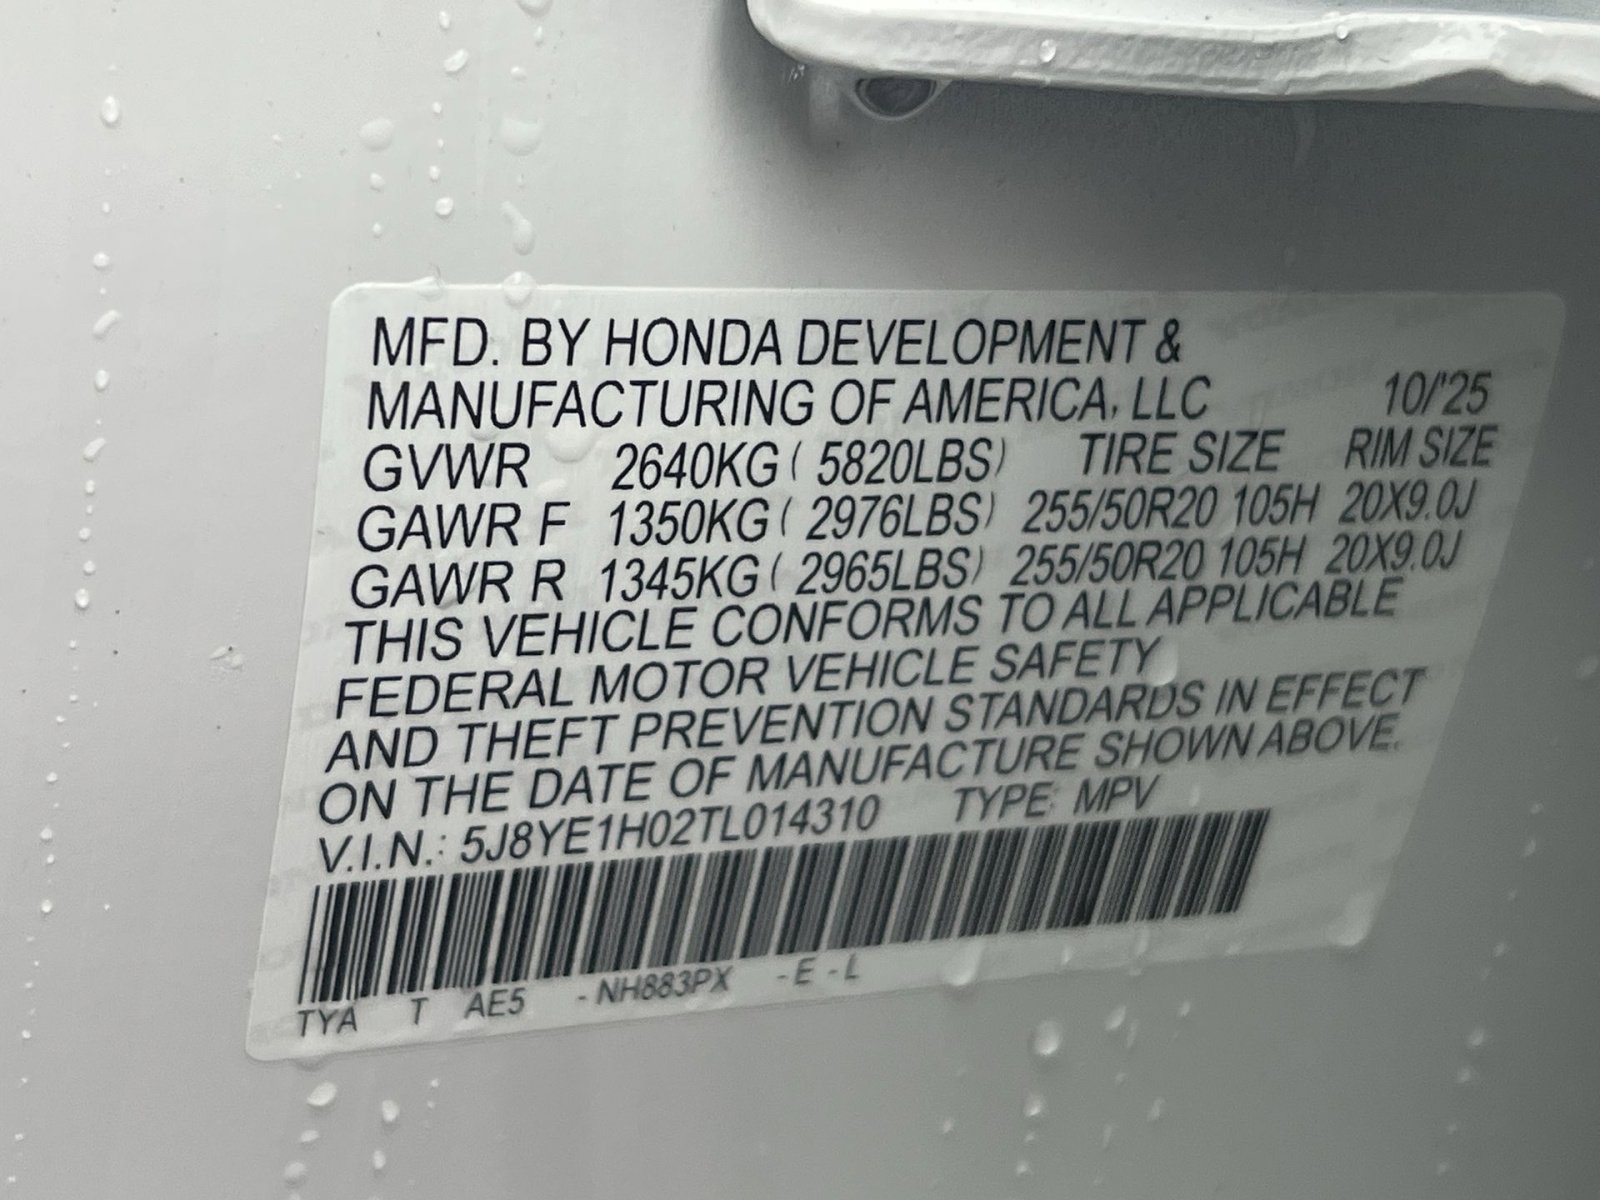 MFD. BY HONDA DEVELOPMENT &
MANUFACTURING OF AMERICA, LLC 10/'25
GVWR 2640KG ( 5820LBS) TIRE SIZE RIM SIZE
GAWR F 1350KG ( 2976LBS) 255/50R20 105H 20X9.0J
GAWR R 1345KG ( 2965LBS) 255/50R20 105H 20X9.0J
THIS VEHICLE CONFORMS TO ALL APPLICABLE
FEDERAL MOTOR VEHICLE SAFETY
AND THEFT PREVENTION STANDARDS IN EFFECT
ON THE DATE OF MANUFACTURE SHOWN ABOVE.
V.I.N.: 5J8YE1H02TL014310 TYPE: MPV
TYA T AE5 - NH883PX - E - L